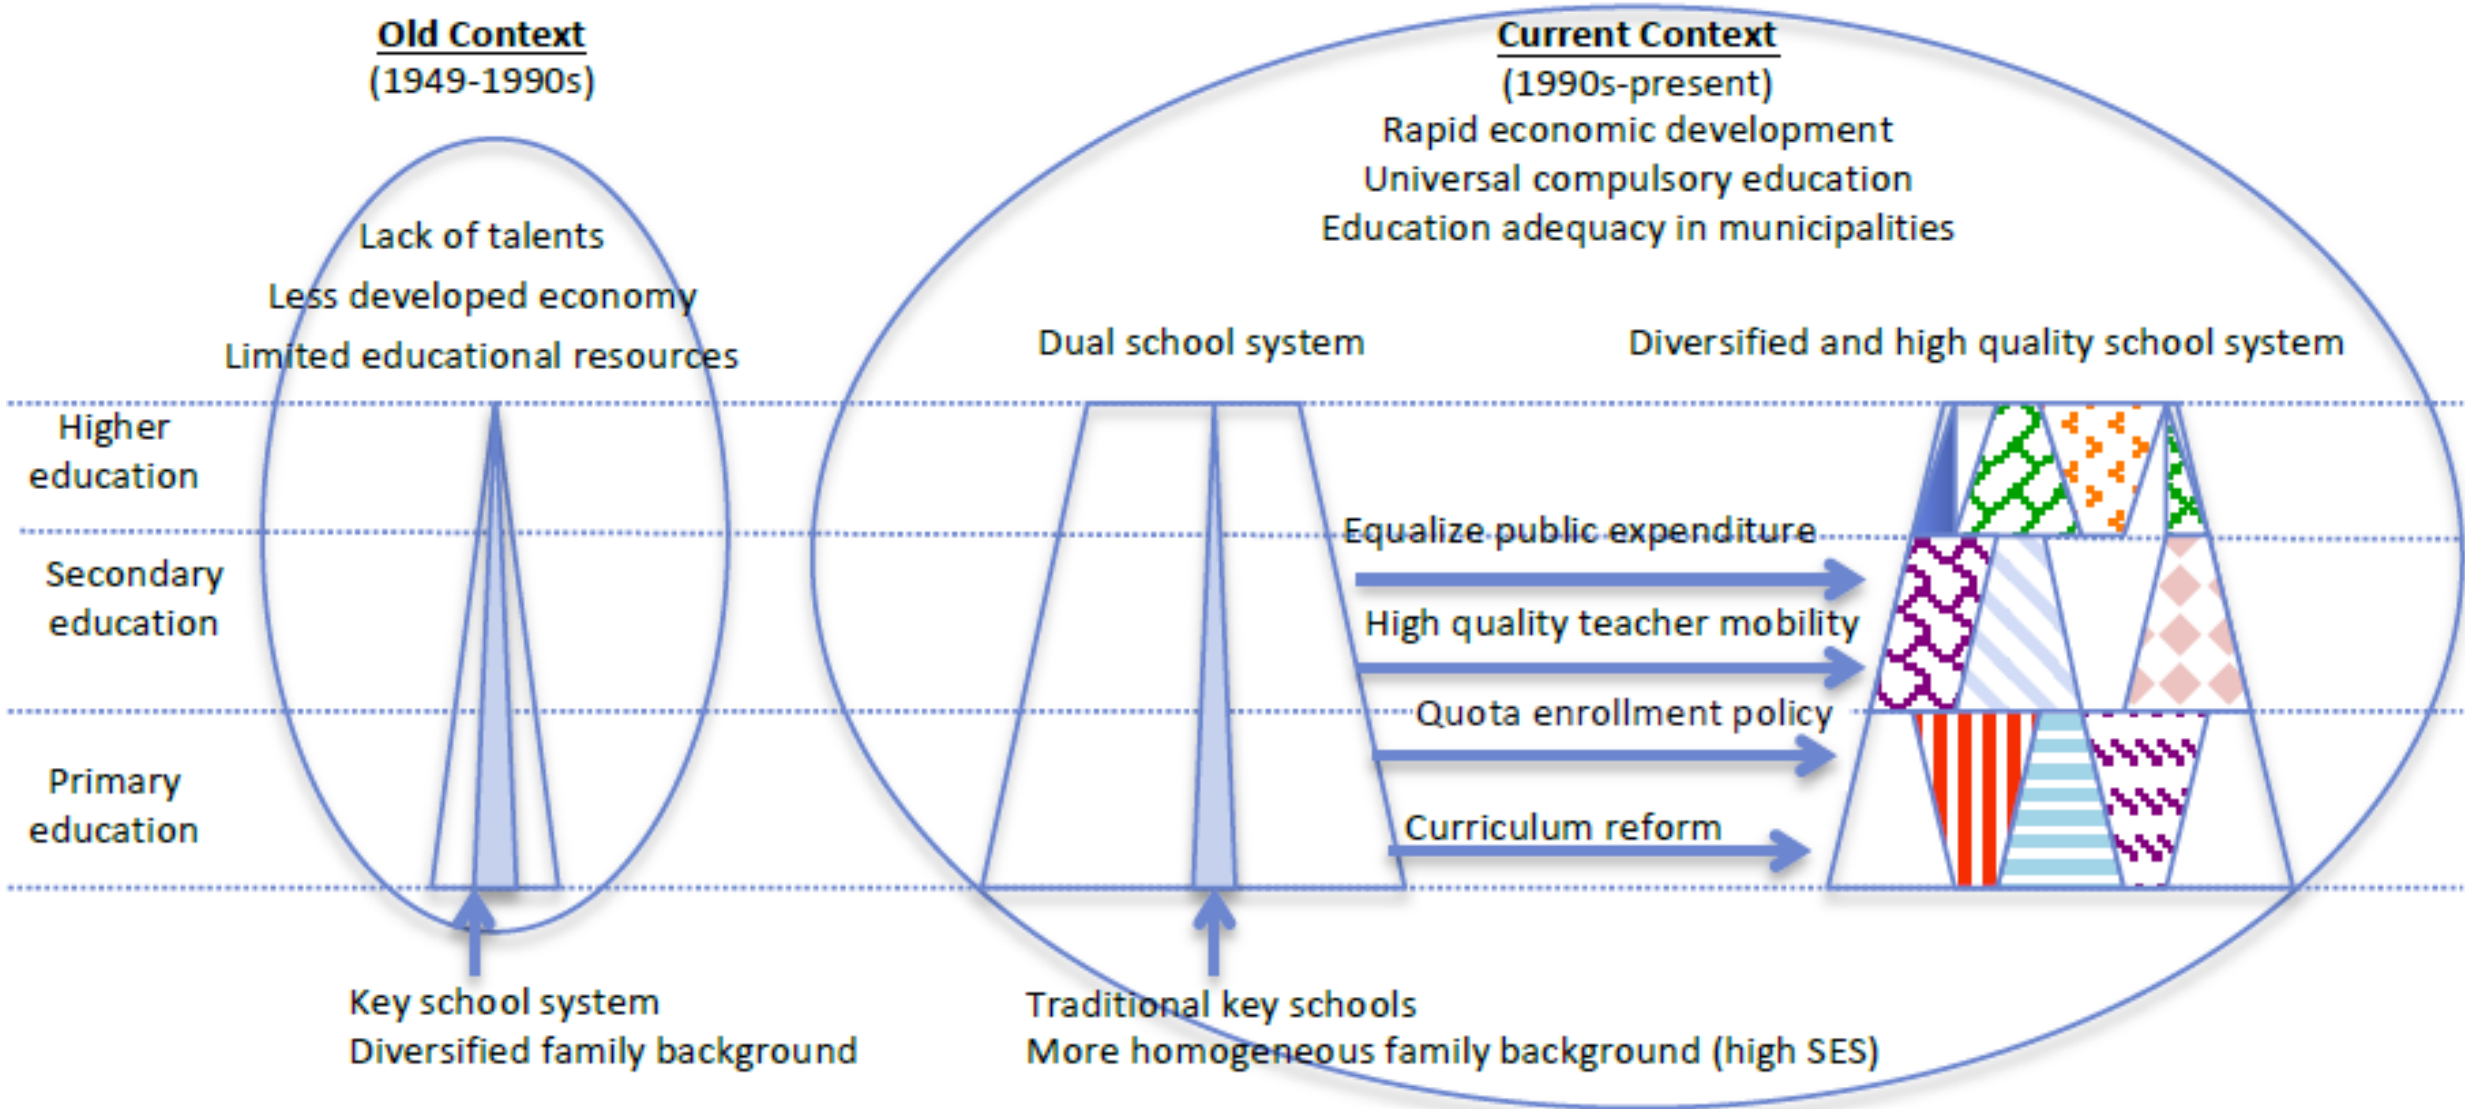 Old Context
(1949-1990s)
Lack of talents
Less developed economy
Limited educational resources
Current Context
(1990s-present)
Rapid economic development
Universal compulsory education
Education adequacy in municipalities
Dual school system
Diversified and high quality school system
Higher
education
Secondary
education
Primary
education
Equalize public expenditure
High quality teacher mobility
Quota enrollment policy
Curriculum reform
Key school system
Diversified family background
Traditional key schools
More homogeneous family background (high SES)